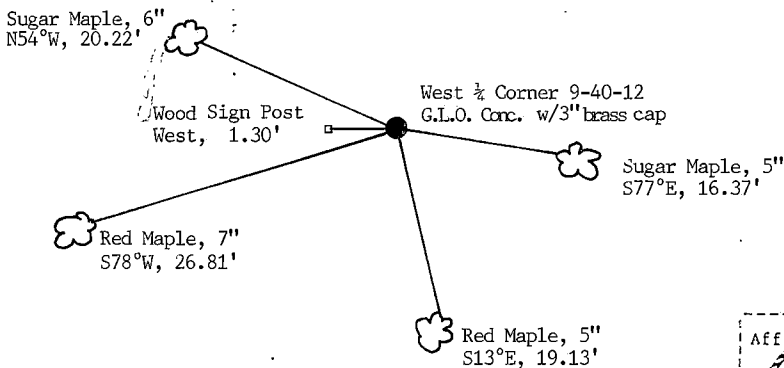 Sugar Maple, 6"
N54°W, 20.22'
West ¼ Corner 9-40-12
G.L.O. Conc. w/3" brass cap
Wood Sign Post
West, 1.30'
Sugar Maple, 5"
S77°E, 16.37'
Red Maple, 7"
S78°W, 26.81'
Red Maple, 5"
S13°E, 19.13'
Aff